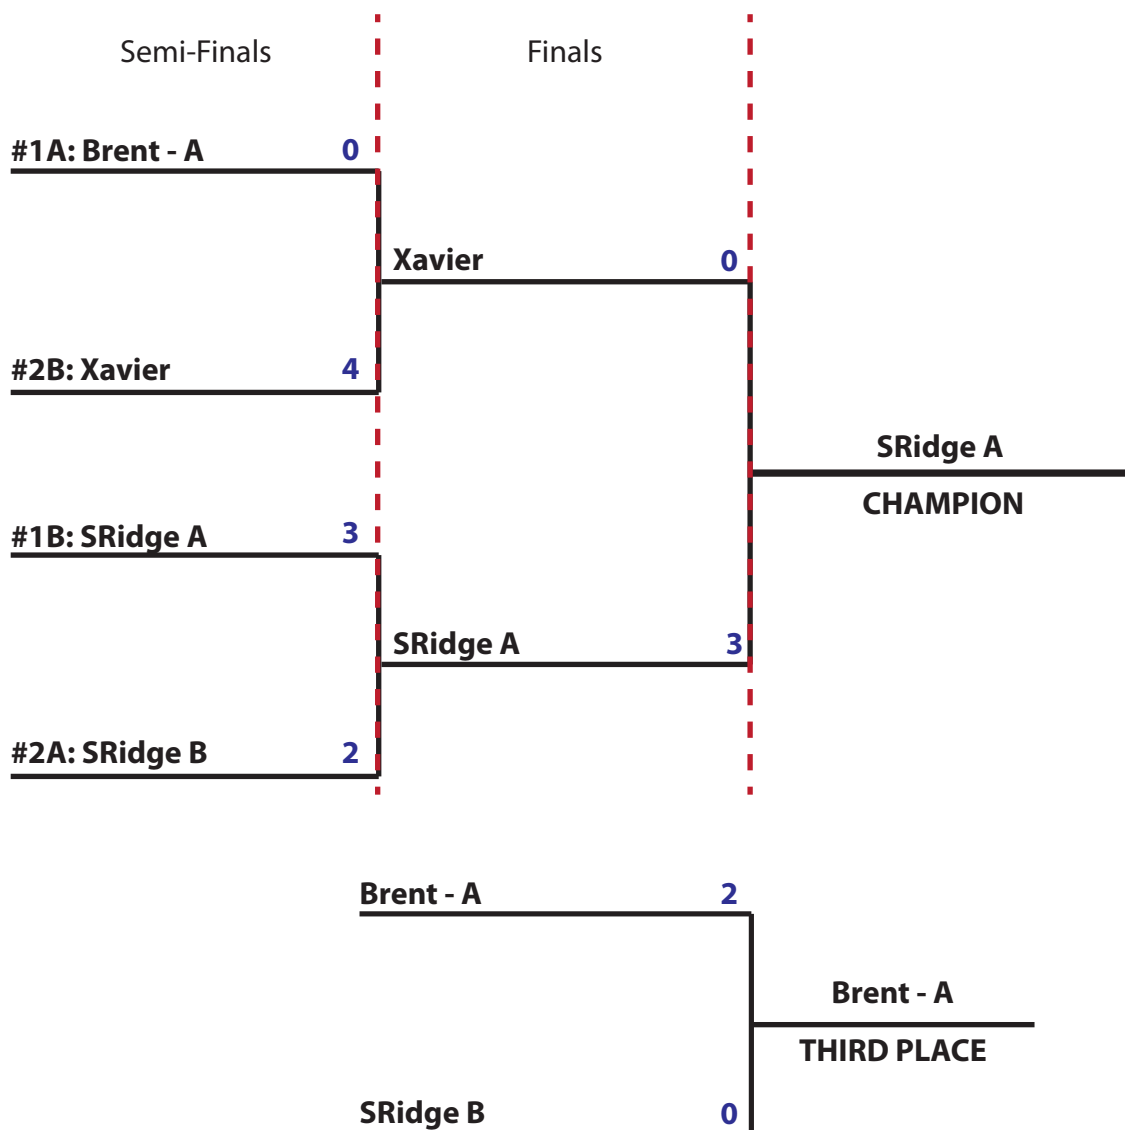 Semi-Finals Finals
#1A: Brent - A 0
Xavier 0
#2B: Xavier 4
SRidge A
CHAMPION
#1B: SRidge A 3
SRidge A 3
#2A: SRidge B 2
Brent - A 2
Brent - A
THIRD PLACE
SRidge B 0